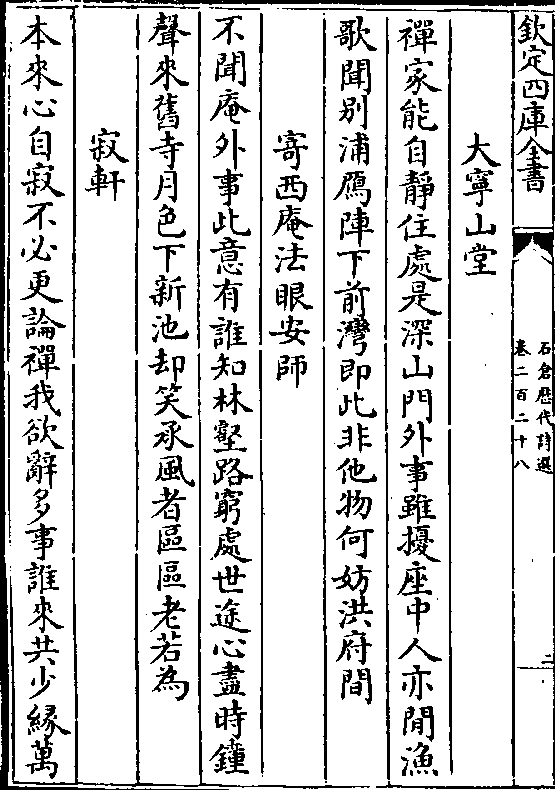 欽定四庫全書
石倉歴代詩選
卷二百二十八
二
大寧山堂
禪家能自靜住處是深山門外事雖擾座中人亦閒漁
歌聞別浦鴈陣下前灣即此非他物何妨洪府間
寄西庵法眼安師
不聞庵外事此意有誰知林壑路窮處世途心盡時鐘
聲來舊寺月色下新池却笑承風者區區老若為
寂軒
本來心自寂不必更論禪我欲辭多事誰來共少緣萬